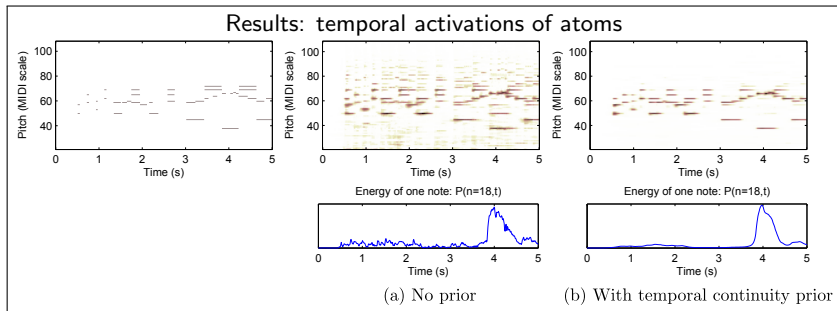 Results: temporal activations of atoms
100
80
60
40
Pitch (MIDI scale)
0 1 2 3 4 5
Time (s)
100
80
60
40
Pitch (MIDI scale)
0 1 2 3 4 5
Time (s)
100
80
60
40
Pitch (MIDI scale)
0 1 2 3 4 5
Time (s)
Energy of one note: P(n=18,t)
0 1 2 3 4 5
Time (s)
Energy of one note: P(n=18,t)
0 1 2 3 4 5
Time (s)
(a) No prior
(b) With temporal continuity prior